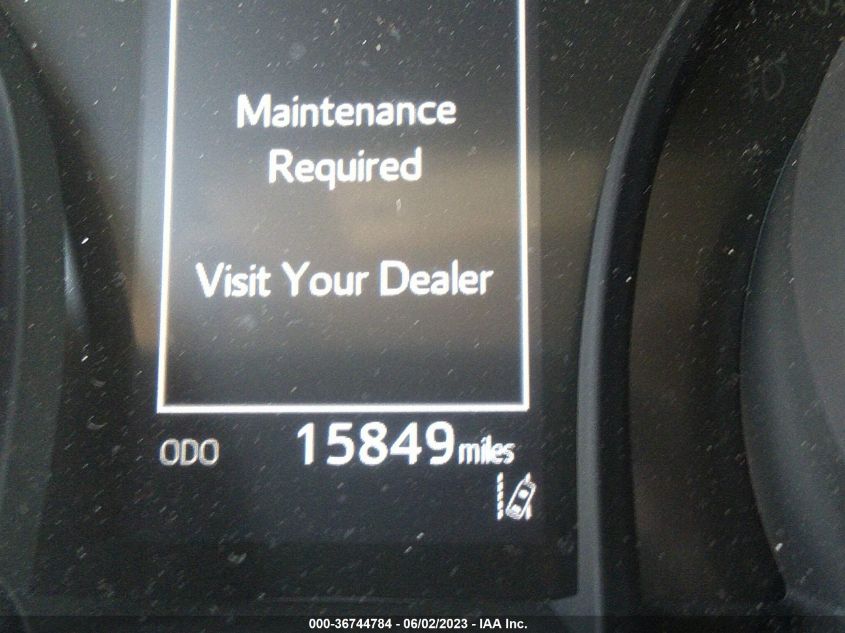 Maintenance
Required
Visit Your Dealer
ODO 15849 miles
000-36744784 - 06/02/2023 - IAA Inc.